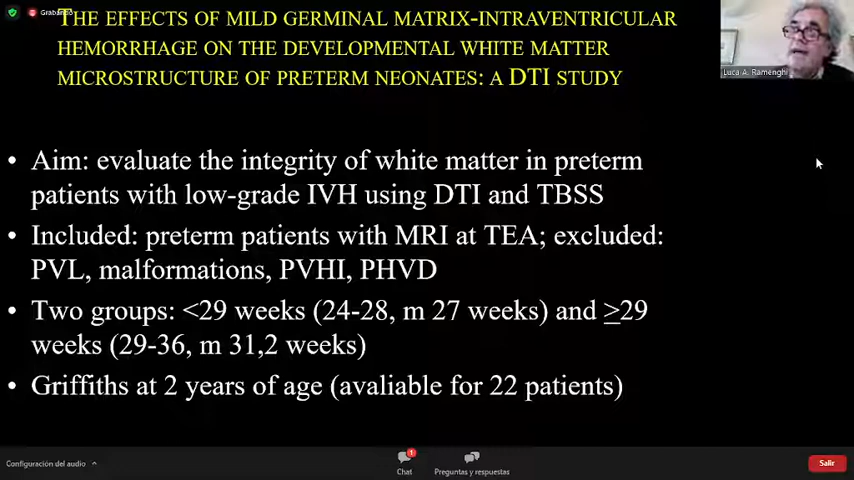 Grabando
THE EFFECTS OF MILD GERMINAL MATRIX-INTRAVENTRICULAR
HEMORRHAGE ON THE DEVELOPMENTAL WHITE MATTER
MICROSTRUCTURE OF PRETERM NEONATES: A DTI STUDY
Luca A. Ramenghi
• Aim: evaluate the integrity of white matter in preterm
patients with low-grade IVH using DTI and TBSS
• Included: preterm patients with MRI at TEA; excluded:
PVL, malformations, PVHI, PHVD
• Two groups: <29 weeks (24-28, m 27 weeks) and ≥29
weeks (29-36, m 31,2 weeks)
• Griffiths at 2 years of age (avaliable for 22 patients)
Configuración del audio
1
Chat
Preguntas y respuestas
Salir